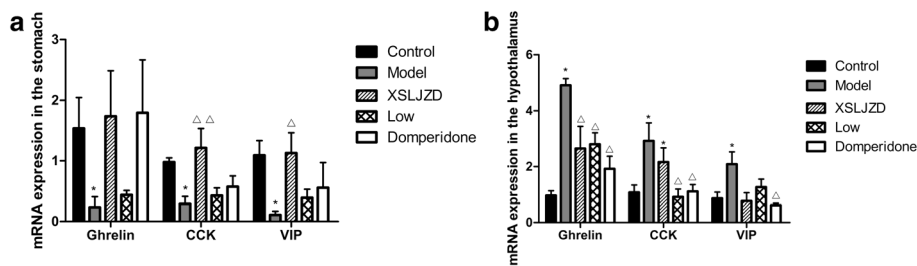 a
mRNA expression in the stomach
3
2
1
0
* △ △ * △ *
Ghrelin CCK VIP
Control
Model
XSLJZD
Low
Domperidone
b
mRNA expression in the hypothalamus
6
4
2
0
* △ △ △ * * △ △ * △
Ghrelin CCK VIP
Control
Model
XSLJZD
Low
Domperidone